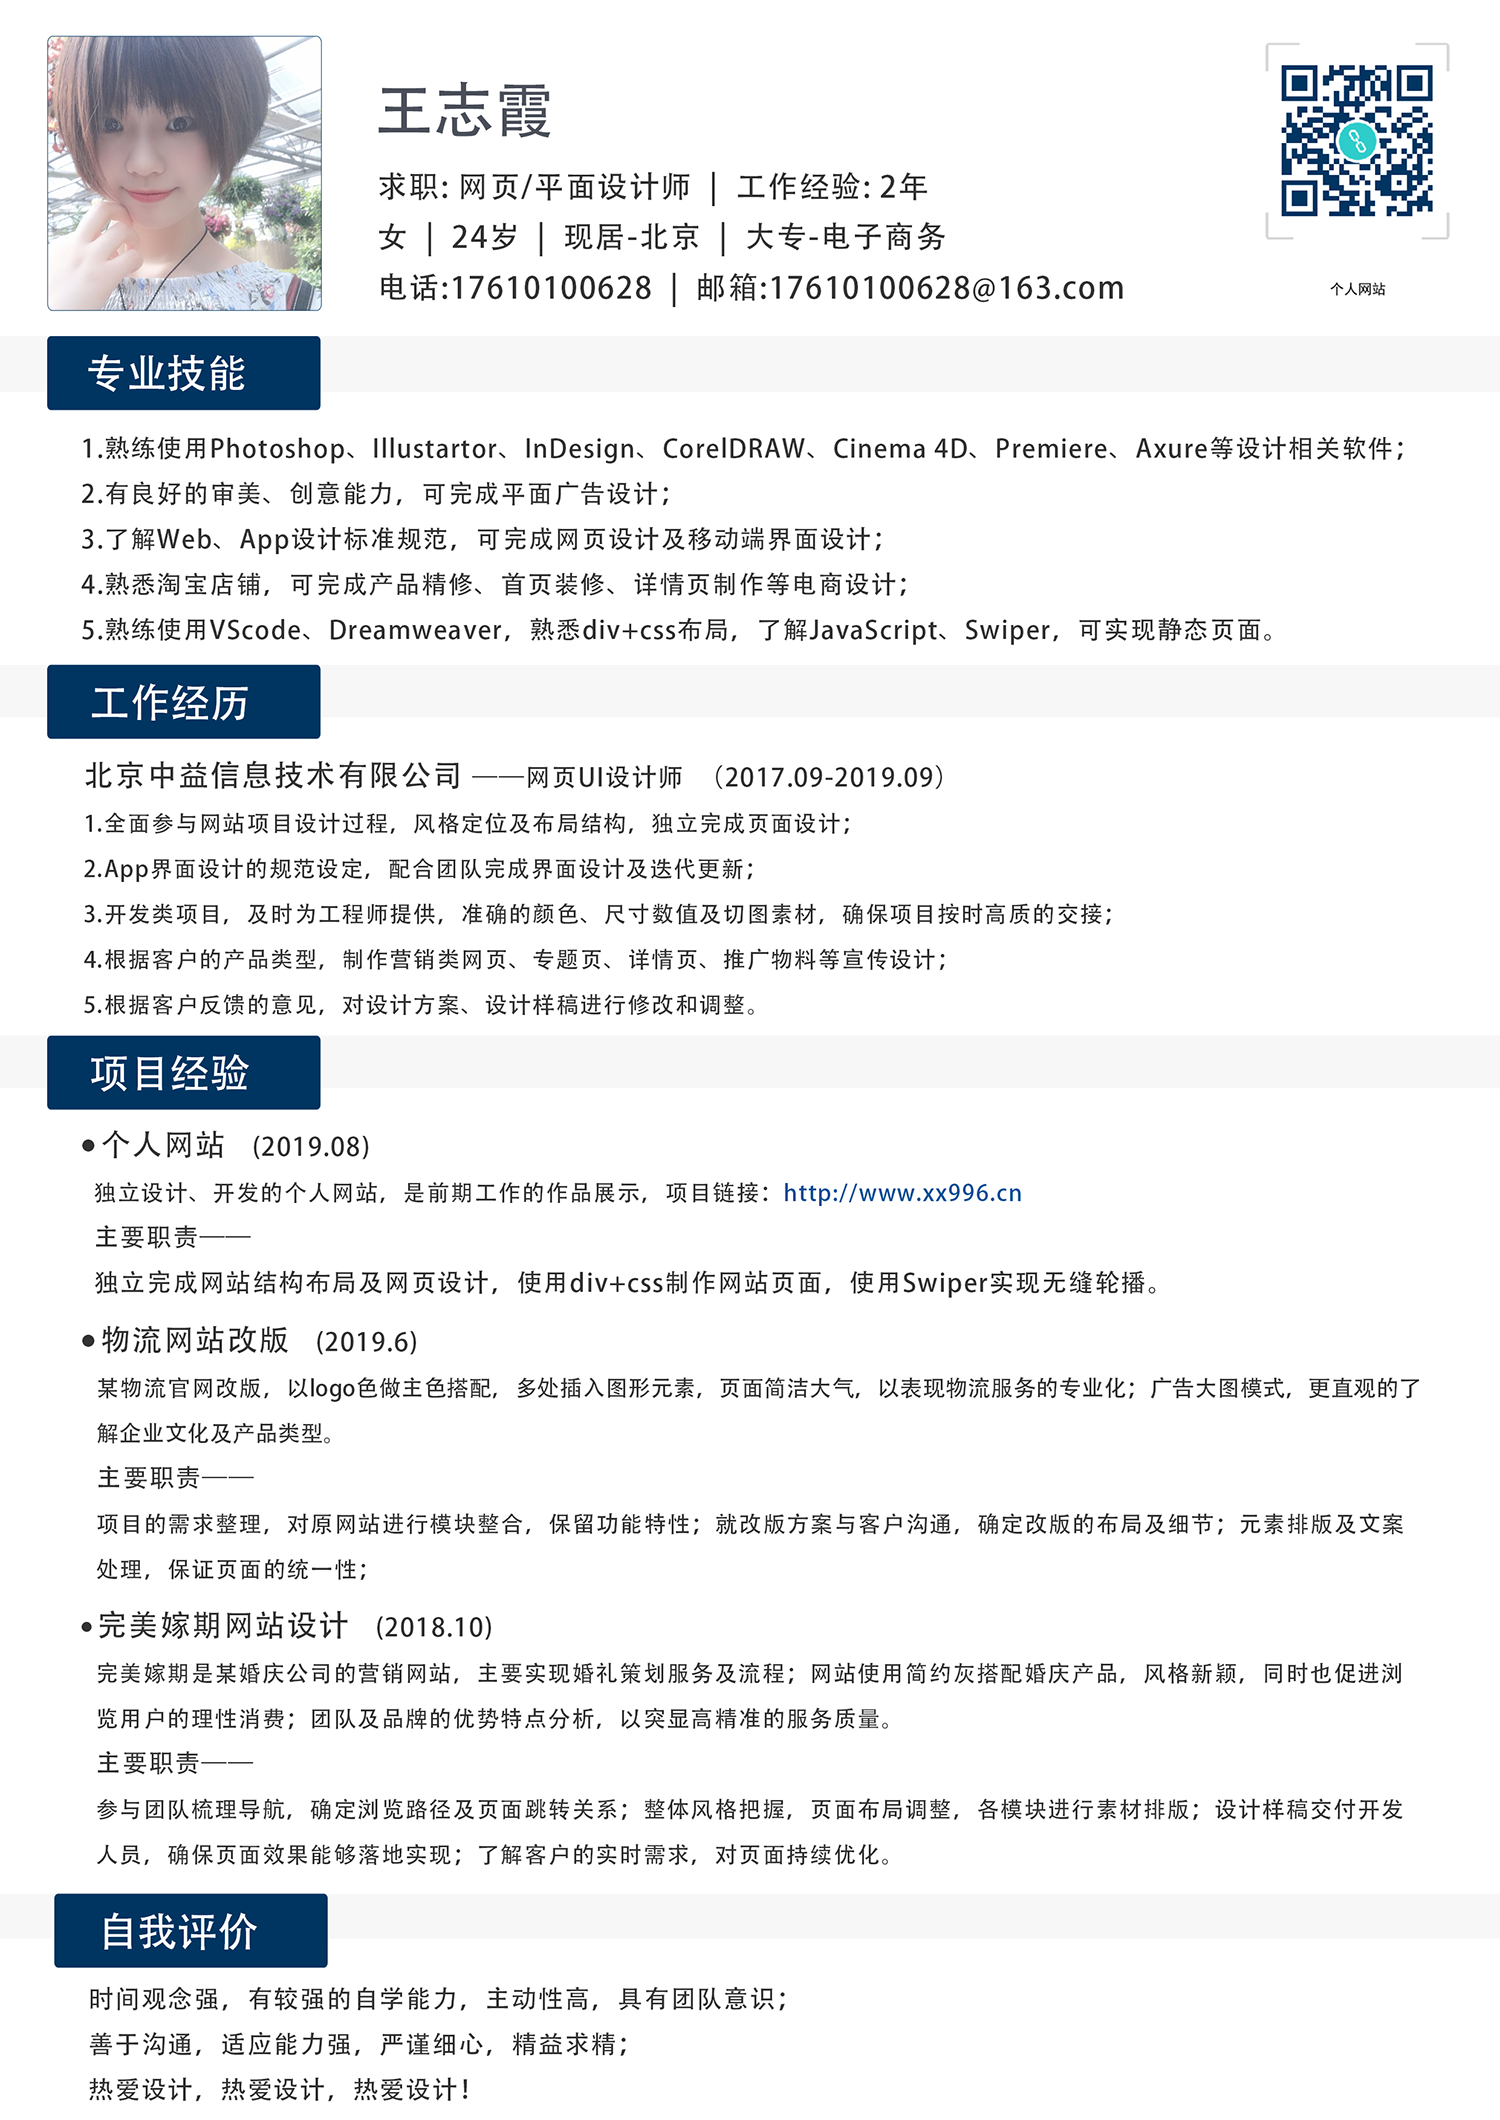 王志霞
求职: 网页/平面设计师 | 工作经验: 2年
女 | 24岁 | 现居-北京 | 大专-电子商务
电话:17610100628 | 邮箱:17610100628@163.com
个人网站
专业技能
1.熟练使用Photoshop、Illustartor、InDesign、CorelDRAW、Cinema 4D、Premiere、Axure等设计相关软件；
2.有良好的审美、创意能力，可完成平面广告设计；
3.了解Web、App设计标准规范，可完成网页设计及移动端界面设计；
4.熟悉淘宝店铺，可完成产品精修、首页装修、详情页制作等电商设计；
5.熟练使用VScode、Dreamweaver，熟悉div+css布局，了解JavaScript、Swiper，可实现静态页面。
工作经历
北京中益信息技术有限公司 ——网页UI设计师 （2017.09-2019.09）
1.全面参与网站项目设计过程，风格定位及布局结构，独立完成页面设计；
2.App界面设计的规范设定，配合团队完成界面设计及迭代更新；
3.开发类项目，及时为工程师提供，准确的颜色、尺寸数值及切图素材，确保项目按时高质的交接；
4.根据客户的产品类型，制作营销类网页、专题页、详情页、推广物料等宣传设计；
5.根据客户反馈的意见，对设计方案、设计样稿进行修改和调整。
项目经验
●个人网站 (2019.08)
独立设计、开发的个人网站，是前期工作的作品展示，项目链接：http://www.xx996.cn
主要职责——
独立完成网站结构布局及网页设计，使用div+css制作网站页面，使用Swiper实现无缝轮播。
●物流网站改版 (2019.6)
某物流官网改版，以logo色做主色搭配，多处插入图形元素，页面简洁大气，以表现物流服务的专业化；广告大图模式，更直观的了
解企业文化及产品类型。
主要职责——
项目的需求整理，对原网站进行模块整合，保留功能特性；就改版方案与客户沟通，确定改版的布局及细节；元素排版及文案
处理，保证页面的统一性；
●完美嫁期网站设计 (2018.10)
完美嫁期是某婚庆公司的营销网站，主要实现婚礼策划服务及流程；网站使用简约灰搭配婚庆产品，风格新颖，同时也促进浏
览用户的理性消费；团队及品牌的优势特点分析，以突显高精准的服务质量。
主要职责——
参与团队梳理导航，确定浏览路径及页面跳转关系；整体风格把握，页面布局调整，各模块进行素材排版；设计样稿交付开发
人员，确保页面效果能够落地实现；了解客户的实时需求，对页面持续优化。
自我评价
时间观念强，有较强的自学能力，主动性高，具有团队意识；
善于沟通，适应能力强，严谨细心，精益求精；
热爱设计，热爱设计，热爱设计！